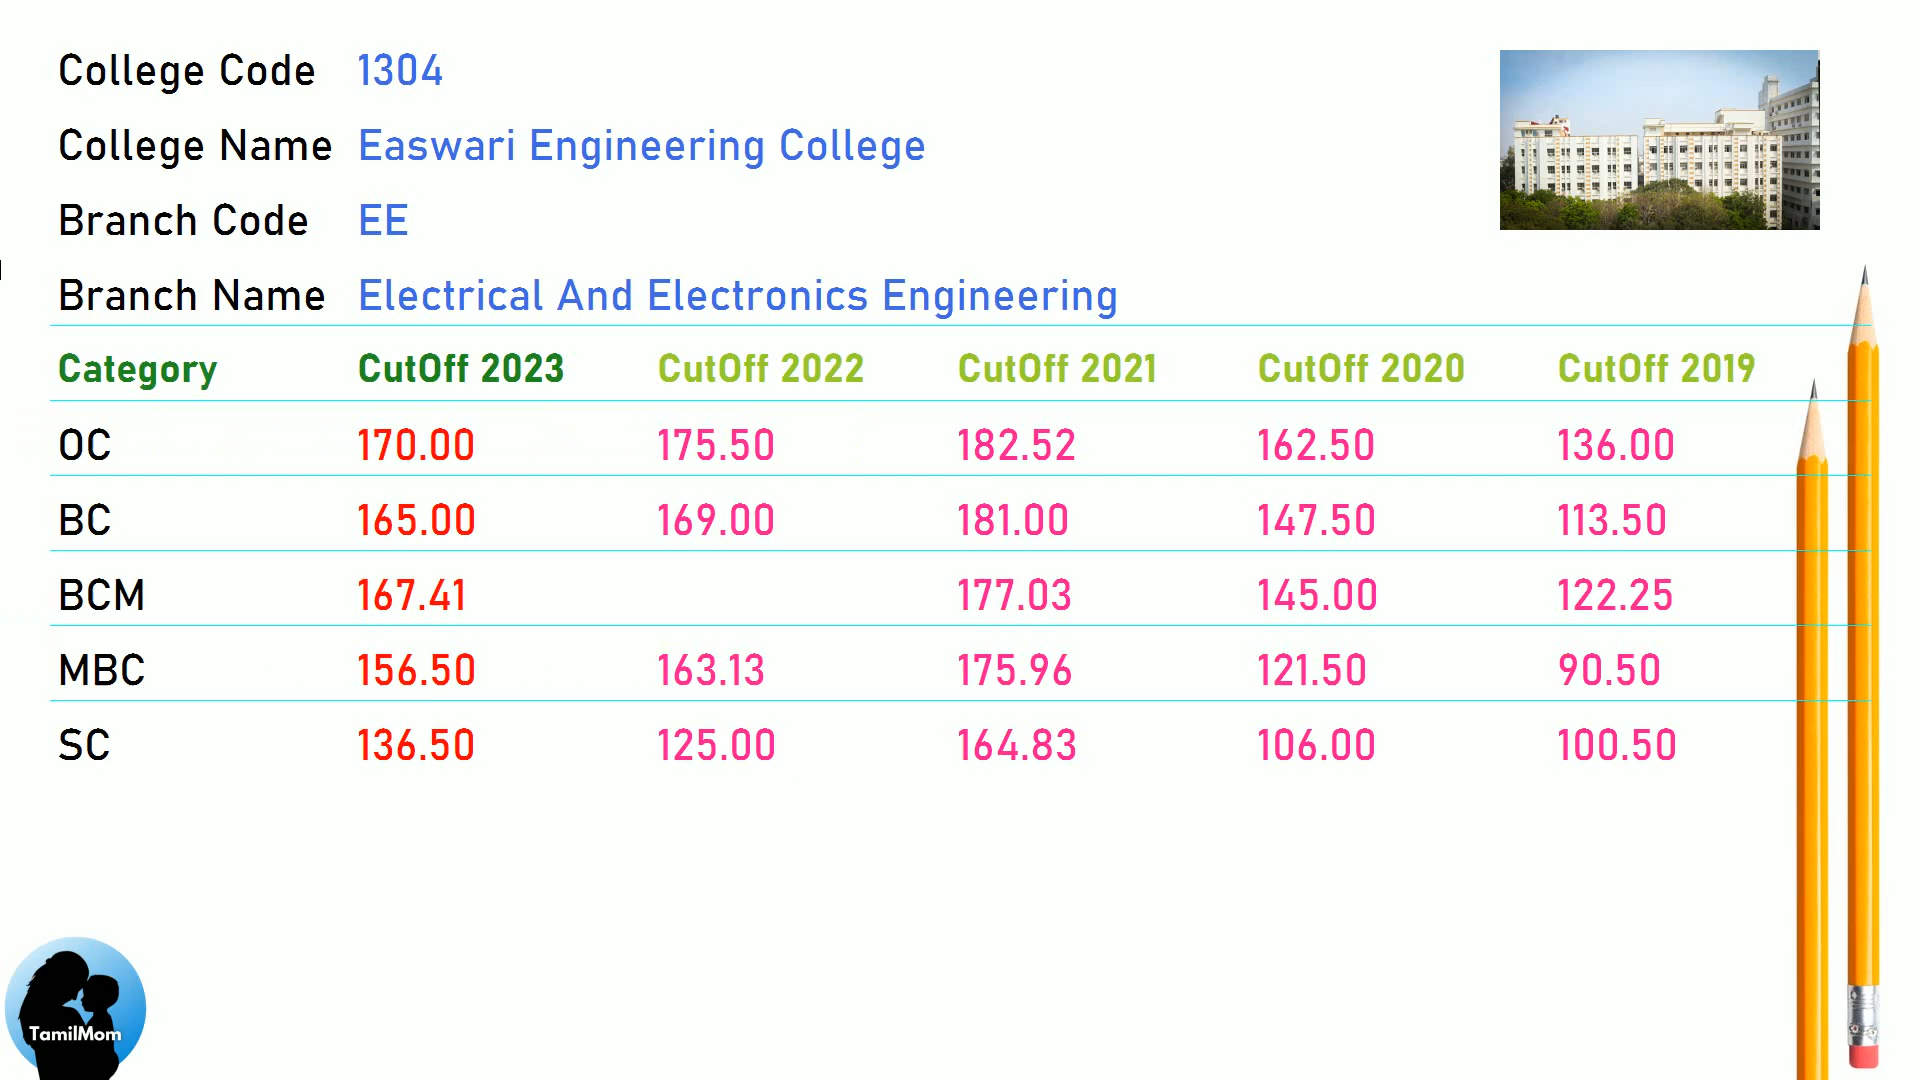 College Code 1304
College Name Easwari Engineering College
Branch Code EE
Branch Name Electrical And Electronics Engineering
Category CutOff 2023 CutOff 2022 CutOff 2021 CutOff 2020 CutOff 2019
OC 170.00 175.50 182.52 162.50 136.00
BC 165.00 169.00 181.00 147.50 113.50
BCM 167.41 177.03 145.00 122.25
MBC 156.50 163.13 175.96 121.50 90.50
SC 136.50 125.00 164.83 106.00 100.50
TamilMom